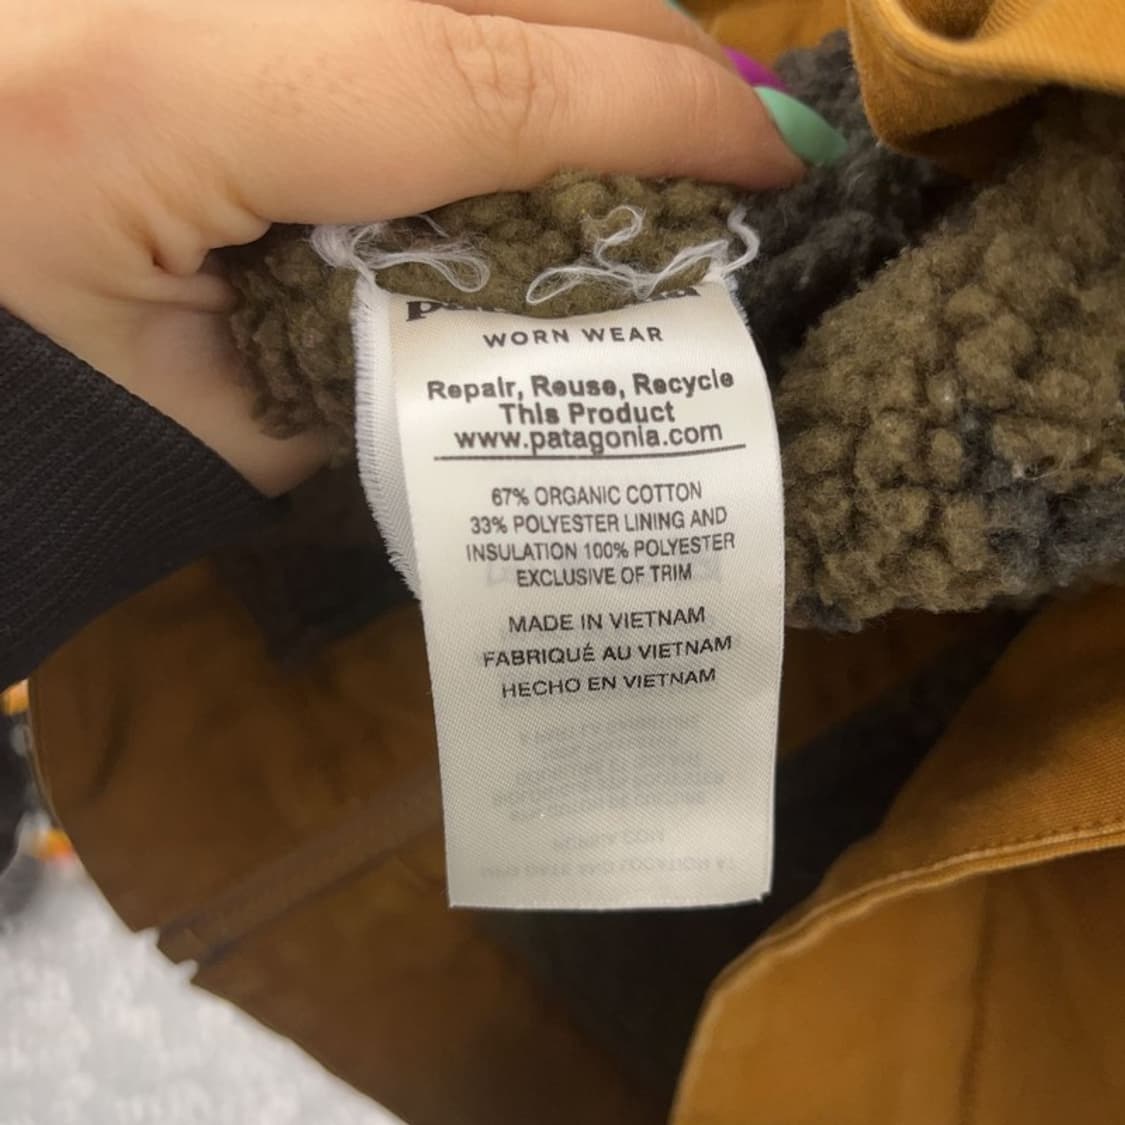 WORN WEAR
Repair, Reuse, Recycle
This Product
www.patagonia.com
67% ORGANIC COTTON
33% POLYESTER LINING AND
INSULATION 100% POLYESTER
EXCLUSIVE OF TRIM
MADE IN VIETNAM
FABRIQUÉ AU VIETNAM
HECHO EN VIETNAM